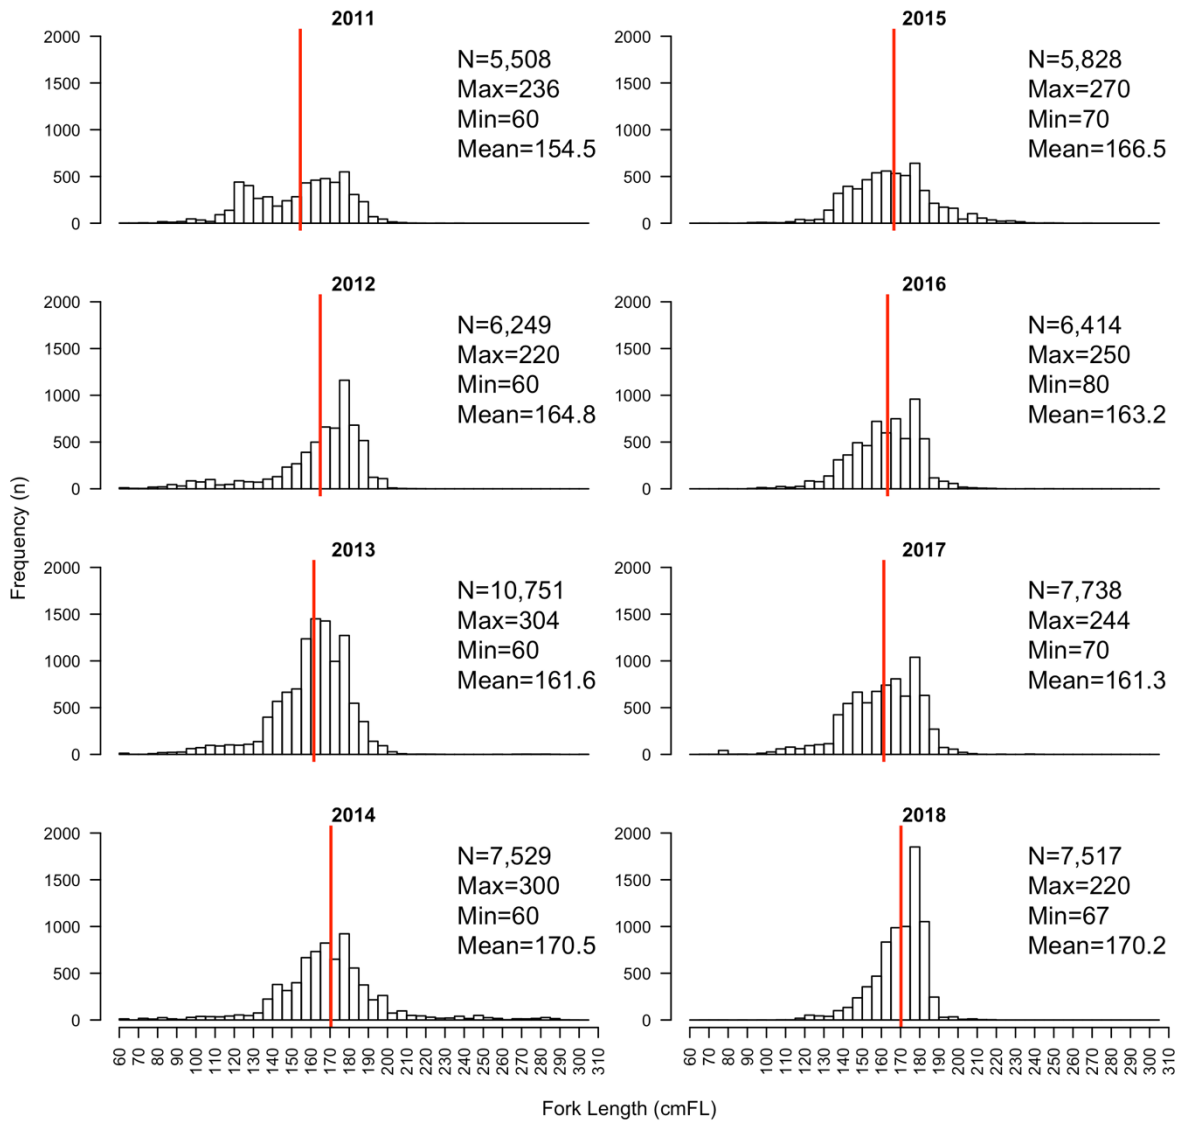 2011
2000
1500
1000
500
0
N=5,508
Max=236
Min=60
Mean=154.5
2015
2000
1500
1000
500
0
N=5,828
Max=270
Min=70
Mean=166.5
2012
2000
1500
1000
500
0
N=6,249
Max=220
Min=60
Mean=164.8
2016
2000
1500
1000
500
0
N=6,414
Max=250
Min=80
Mean=163.2
Frequency (n)
2013
2000
1500
1000
500
0
N=10,751
Max=304
Min=60
Mean=161.6
2017
2000
1500
1000
500
0
N=7,738
Max=244
Min=70
Mean=161.3
2014
2000
1500
1000
500
0
N=7,529
Max=300
Min=60
Mean=170.5
60 70 80 90 100 110 120 130 140 150 160 170 180 190 200 210 220 230 240 250 260 270 280 290 300 310
2018
2000
1500
1000
500
0
N=7,517
Max=220
Min=67
Mean=170.2
60 70 80 90 100 110 120 130 140 150 160 170 180 190 200 210 220 230 240 250 260 270 280 290 300 310
Fork Length (cmFL)